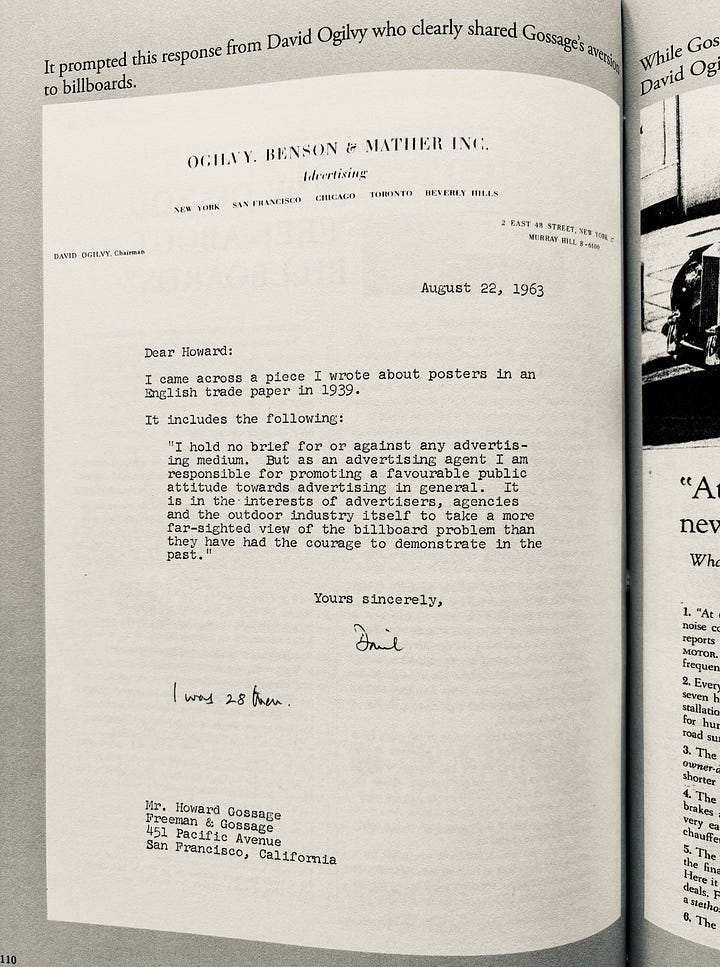 It prompted this response from David Ogilvy who clearly shared Gossage's aversion
to billboards.
OGILVY, BENSON & MATHER INC.
Advertising
NEW YORK SAN FRANCISCO CHICAGO TORONTO BEVERLY HILLS
2 EAST 48 STREET, NEW YORK
MURRAY HILL 8-6100
DAVID OGILVY, Chairman
August 22, 1963
Dear Howard:
I came across a piece I wrote about posters in an
English trade paper in 1939.
It includes the following:
"I hold no brief for or against any advertis-
ing medium. But as an advertising agent I am
responsible for promoting a favourable public
attitude towards advertising in general. It
is in the interests of advertisers, agencies
and the outdoor industry itself to take a more
far-sighted view of the billboard problem than
they have had the courage to demonstrate in the
past."
Yours sincerely,
David
I was 28 then.
Mr. Howard Gossage
Freeman & Gossage
451 Pacific Avenue
San Francisco, California
110
While Gos
David Ogi
"At
new
Wha
1. "At
noise co
reports
MOTOR.
frequen
2. Every
seven h
stallatio
for hur
road su
3. The
owner-d
shorter
4. The
brakes
very ea
chauffe
5. The
the fina
Here it
deals. F
a stetho
6. The